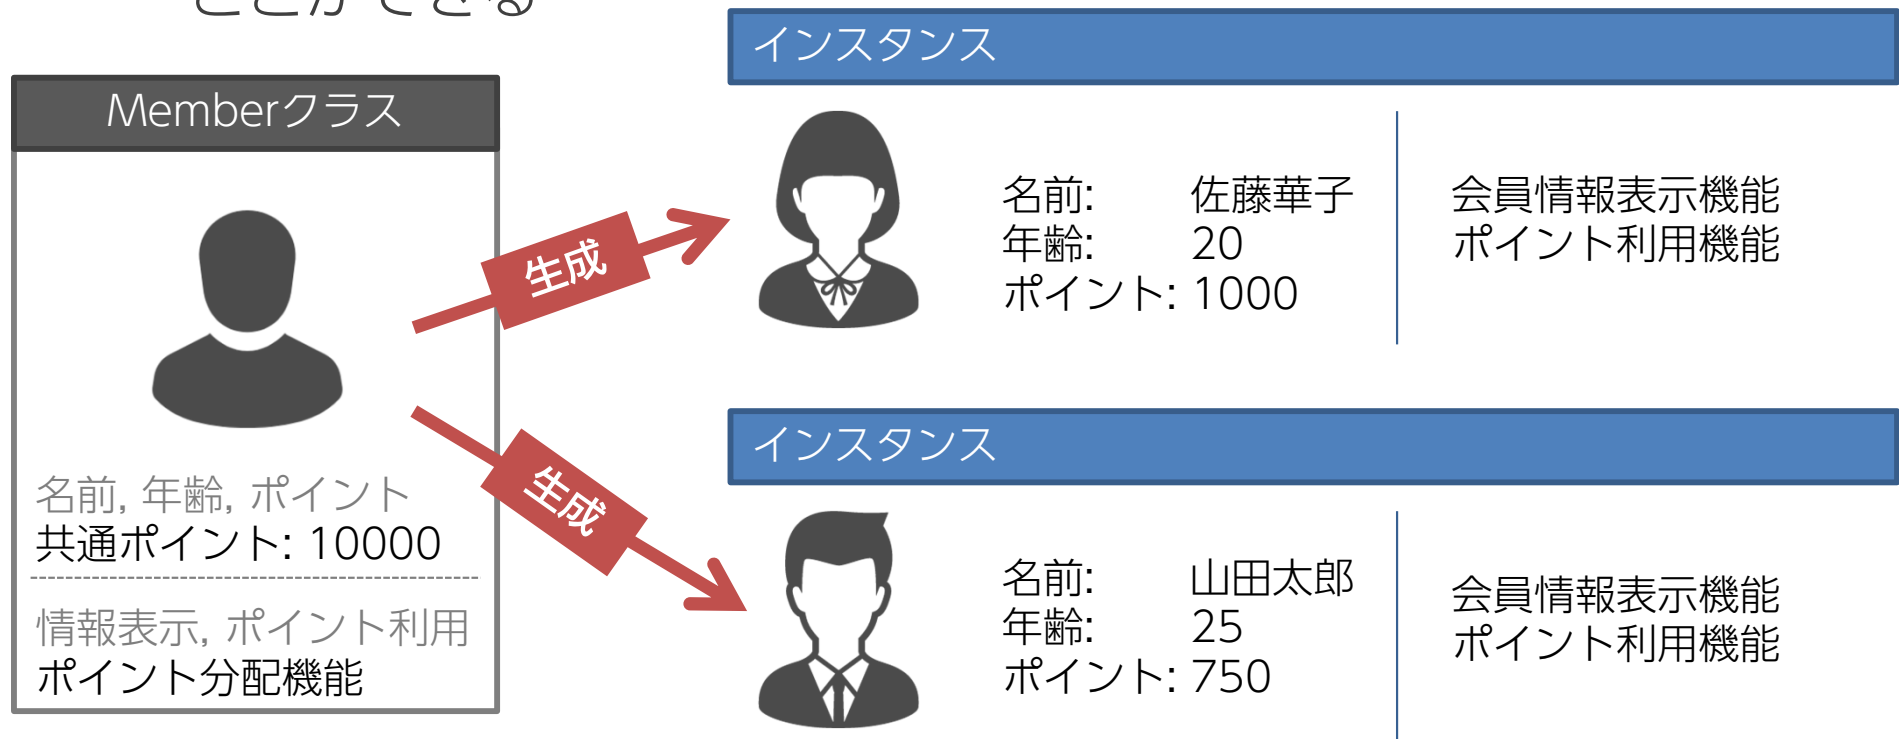 ことができる
Memberクラス
名前, 年齢, ポイント
共通ポイント: 10000
情報表示, ポイント利用
ポイント分配機能
生成
生成
インスタンス
名前: 佐藤華子
年齢: 20
ポイント: 1000
会員情報表示機能
ポイント利用機能
インスタンス
名前: 山田太郎
年齢: 25
ポイント: 750
会員情報表示機能
ポイント利用機能